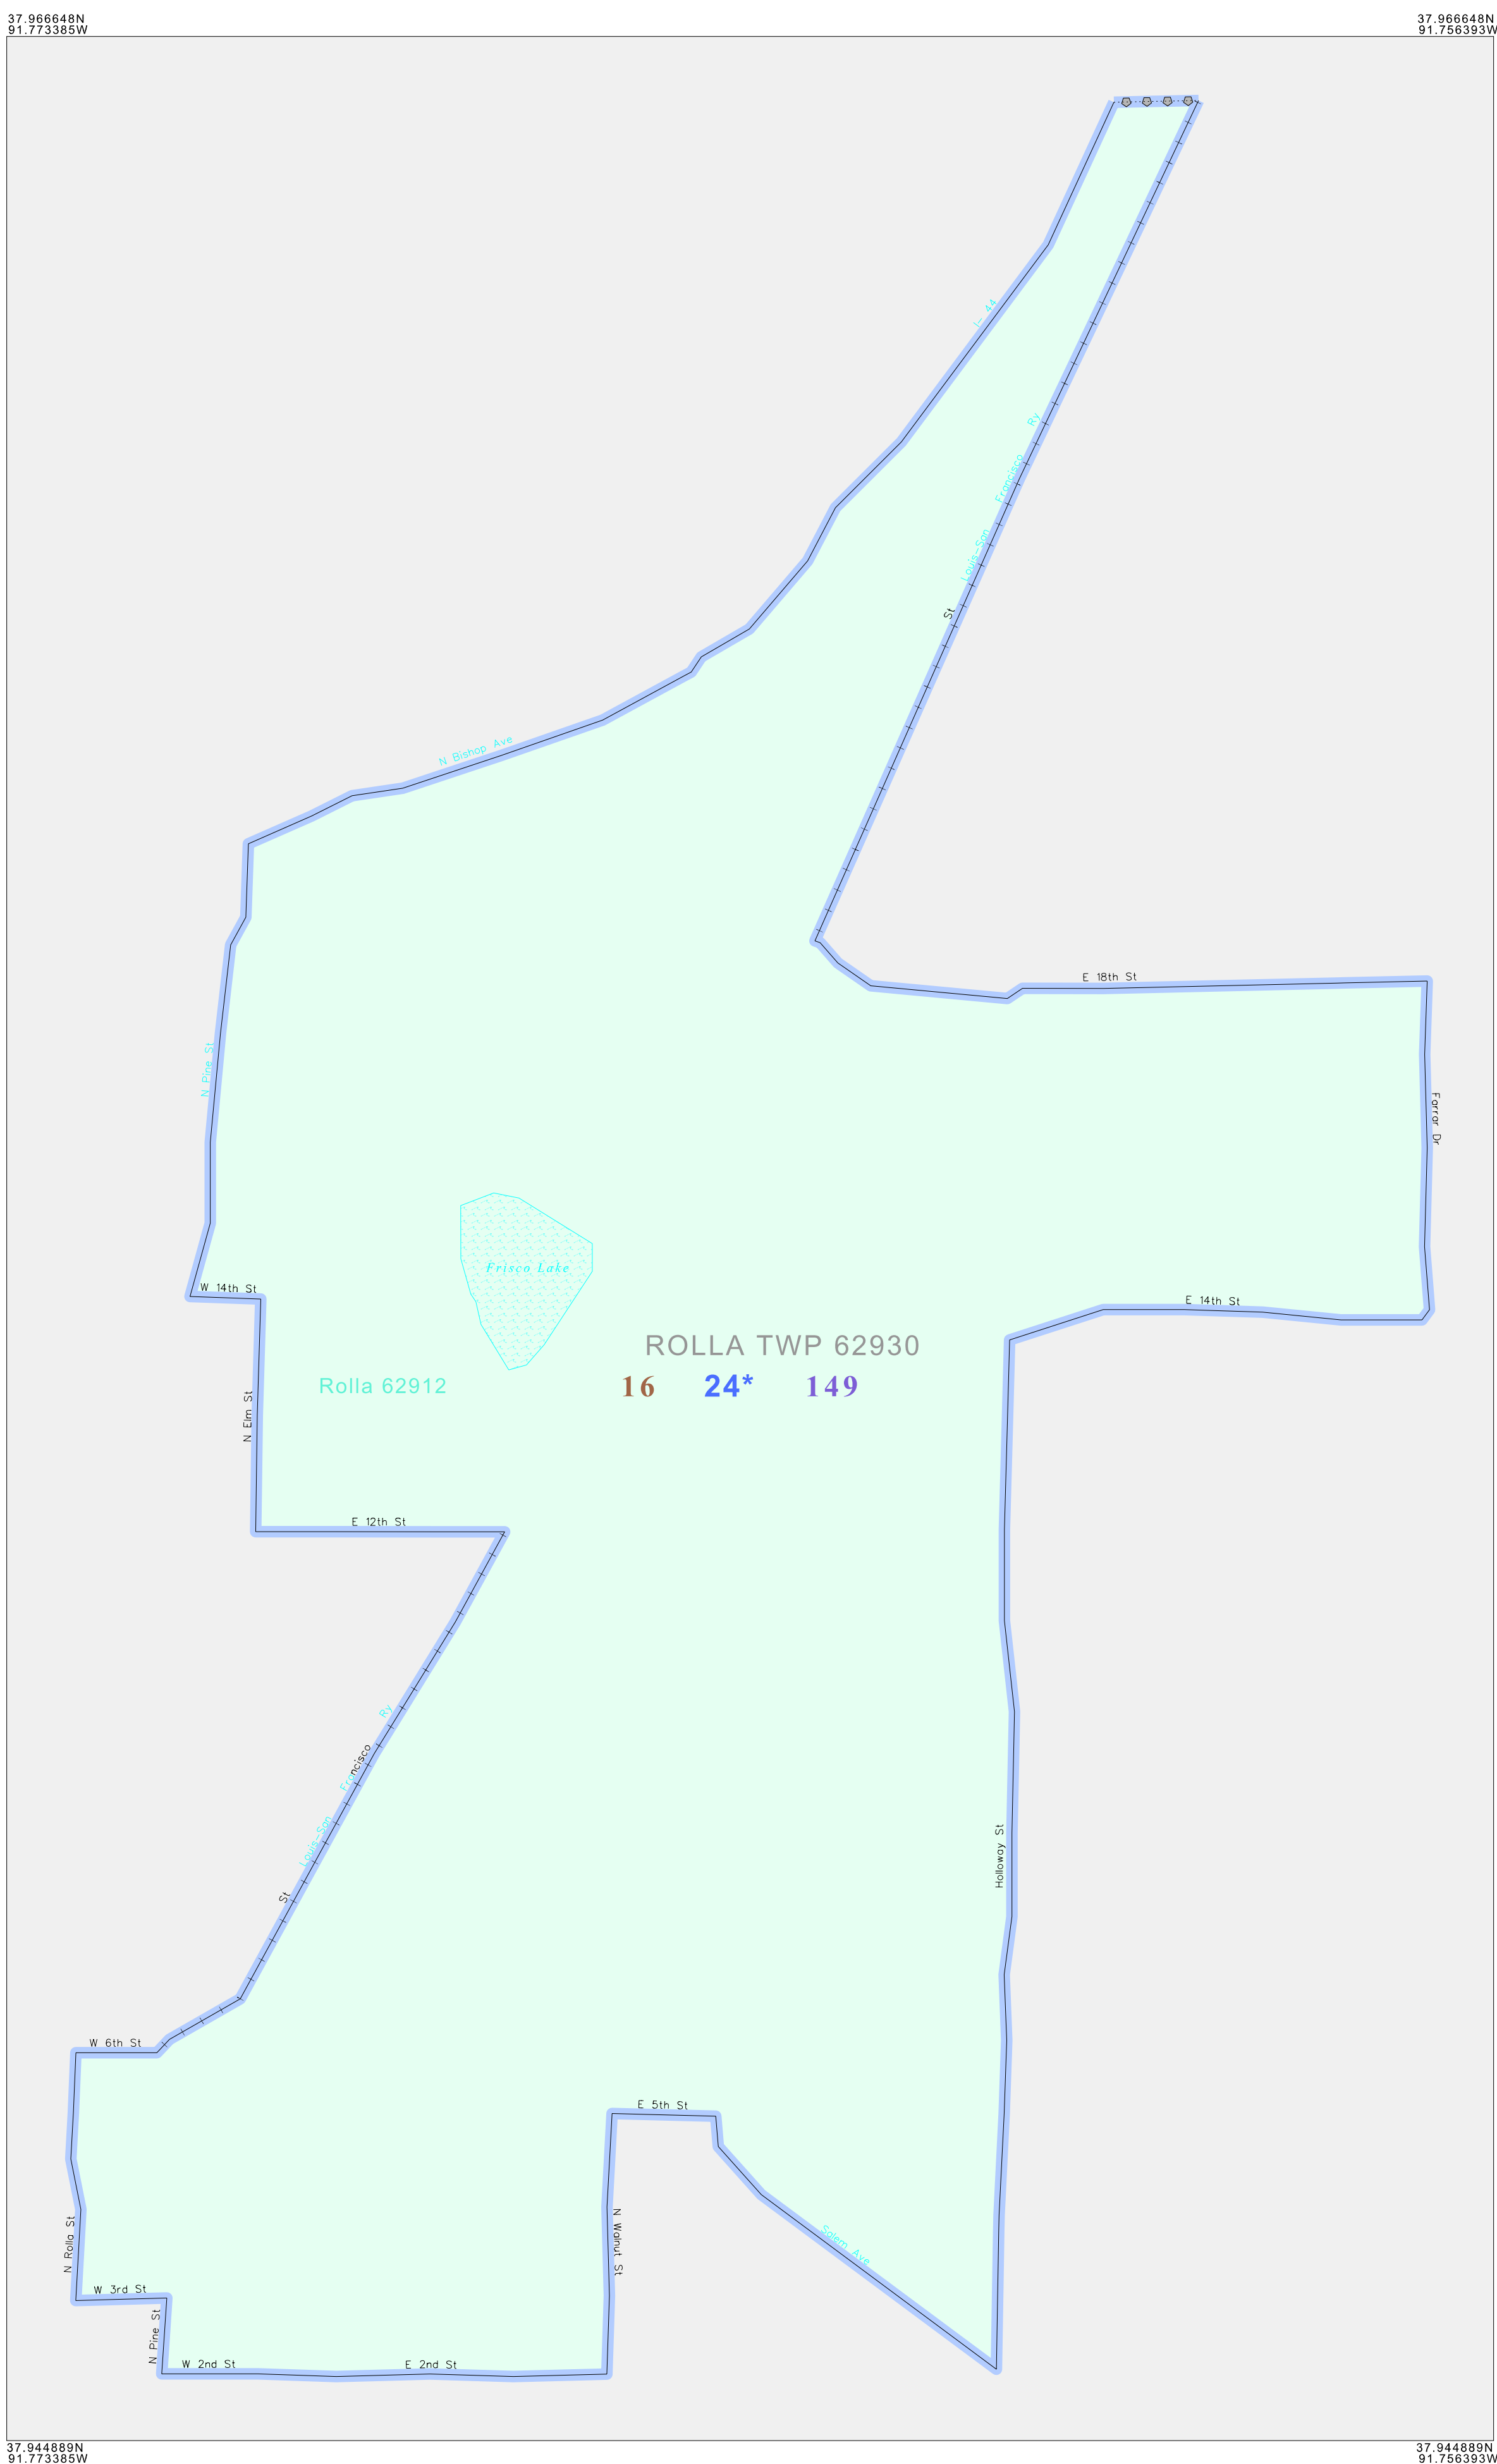 37.966648N
91.773385W
37.966648N
91.756393W
I- 44
Ry
Francisco
Louis-San
St
N Bishop Ave
E 18th St
N Pine St
Farrar Dr
Frisco Lake
W 14th St
E 14th St
ROLLA TWP 62930
Rolla 62912
16 24* 149
N Elm St
E 12th St
Ry
Francisco
Louis-San
St
Holloway St
W 6th St
E 5th St
N Walnut St
N Rolla St
Salem Ave
W 3rd St
N Pine St
W 2nd St
E 2nd St
37.944889N
91.773385W
37.944889N
91.756393W